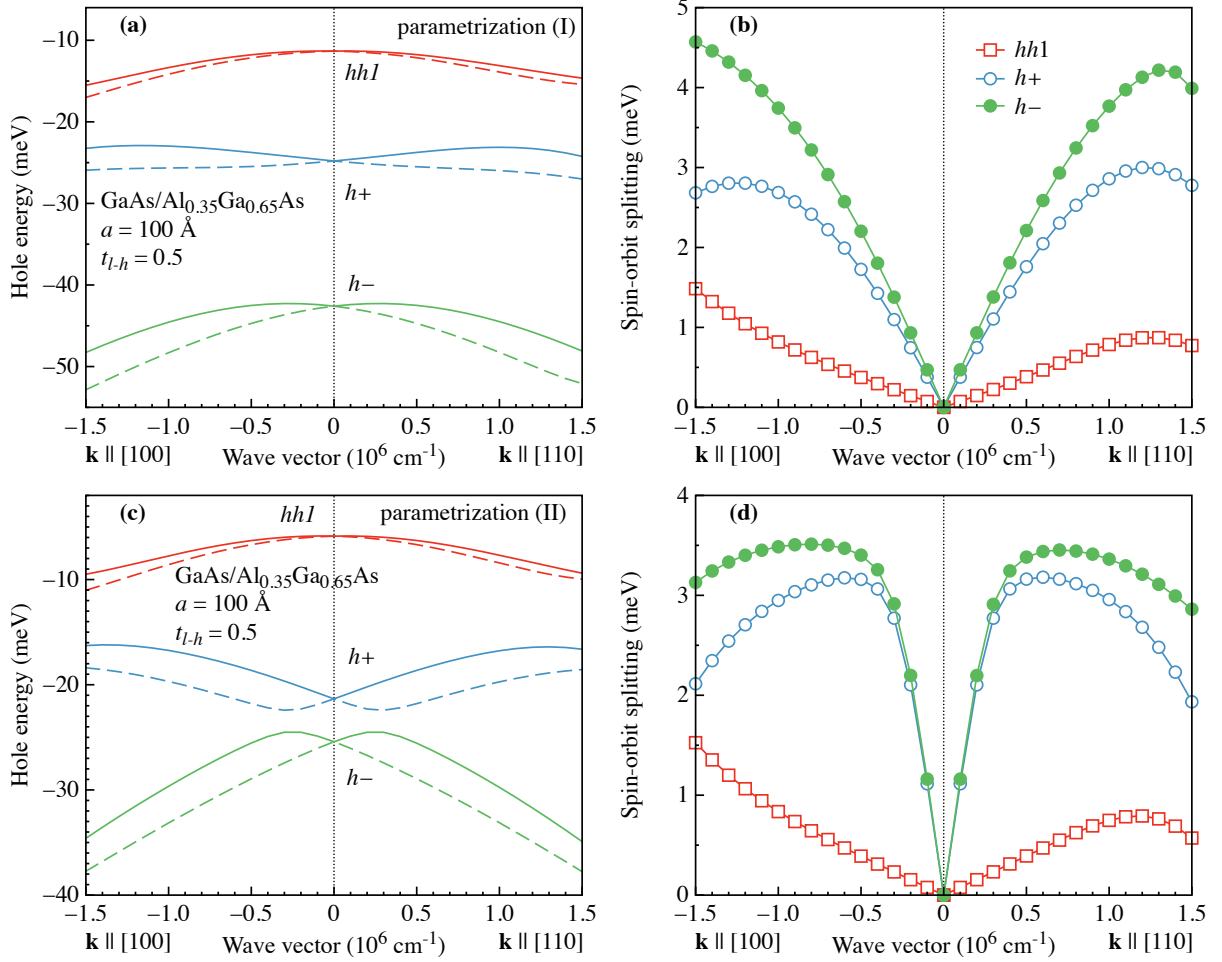 (a)
parametrization (I)
hh1
h+
h−
GaAs/Al0.35Ga0.65As
a = 100 Å
tl-h = 0.5
Hole energy (meV)
−10
−20
−30
−40
−50
−1.5
−1.0
−0.5
0
0.5
1.0
1.5
k || [100]
Wave vector (10^6 cm^-1)
k || [110]
(b)
hh1
h+
h−
Spin-orbit splitting (meV)
5
4
3
2
1
0
−1.5
−1.0
−0.5
0
0.5
1.0
1.5
k || [100]
Wave vector (10^6 cm^-1)
k || [110]
(c)
hh1
parametrization (II)
GaAs/Al0.35Ga0.65As
a = 100 Å
tl-h = 0.5
h+
h−
Hole energy (meV)
−10
−20
−30
−40
−1.5
−1.0
−0.5
0
0.5
1.0
1.5
k || [100]
Wave vector (10^6 cm^-1)
k || [110]
(d)
Spin-orbit splitting (meV)
4
3
2
1
0
−1.5
−1.0
−0.5
0
0.5
1.0
1.5
k || [100]
Wave vector (10^6 cm^-1)
k || [110]